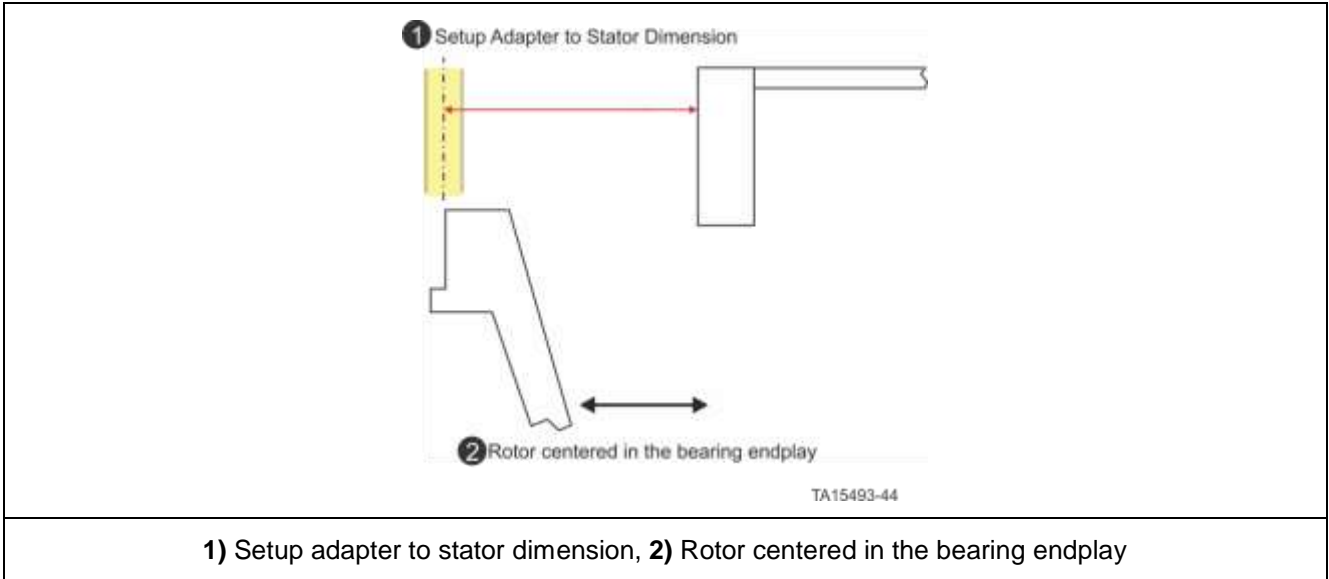 1 Setup Adapter to Stator Dimension
2 Rotor centered in the bearing endplay
TA15493-44
1) Setup adapter to stator dimension, 2) Rotor centered in the bearing endplay